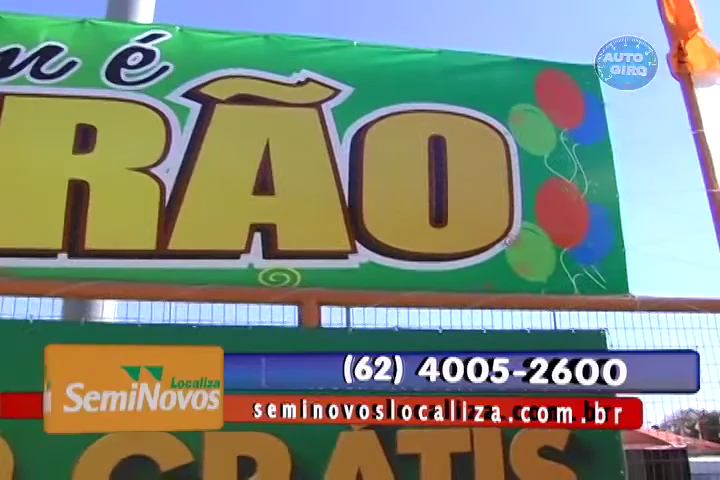 m é
AUTO
GIRO
RÃO
(62) 4005-2600
Localiza
SemiNovos
seminovoslocaliza.com.br
GRÁTIS